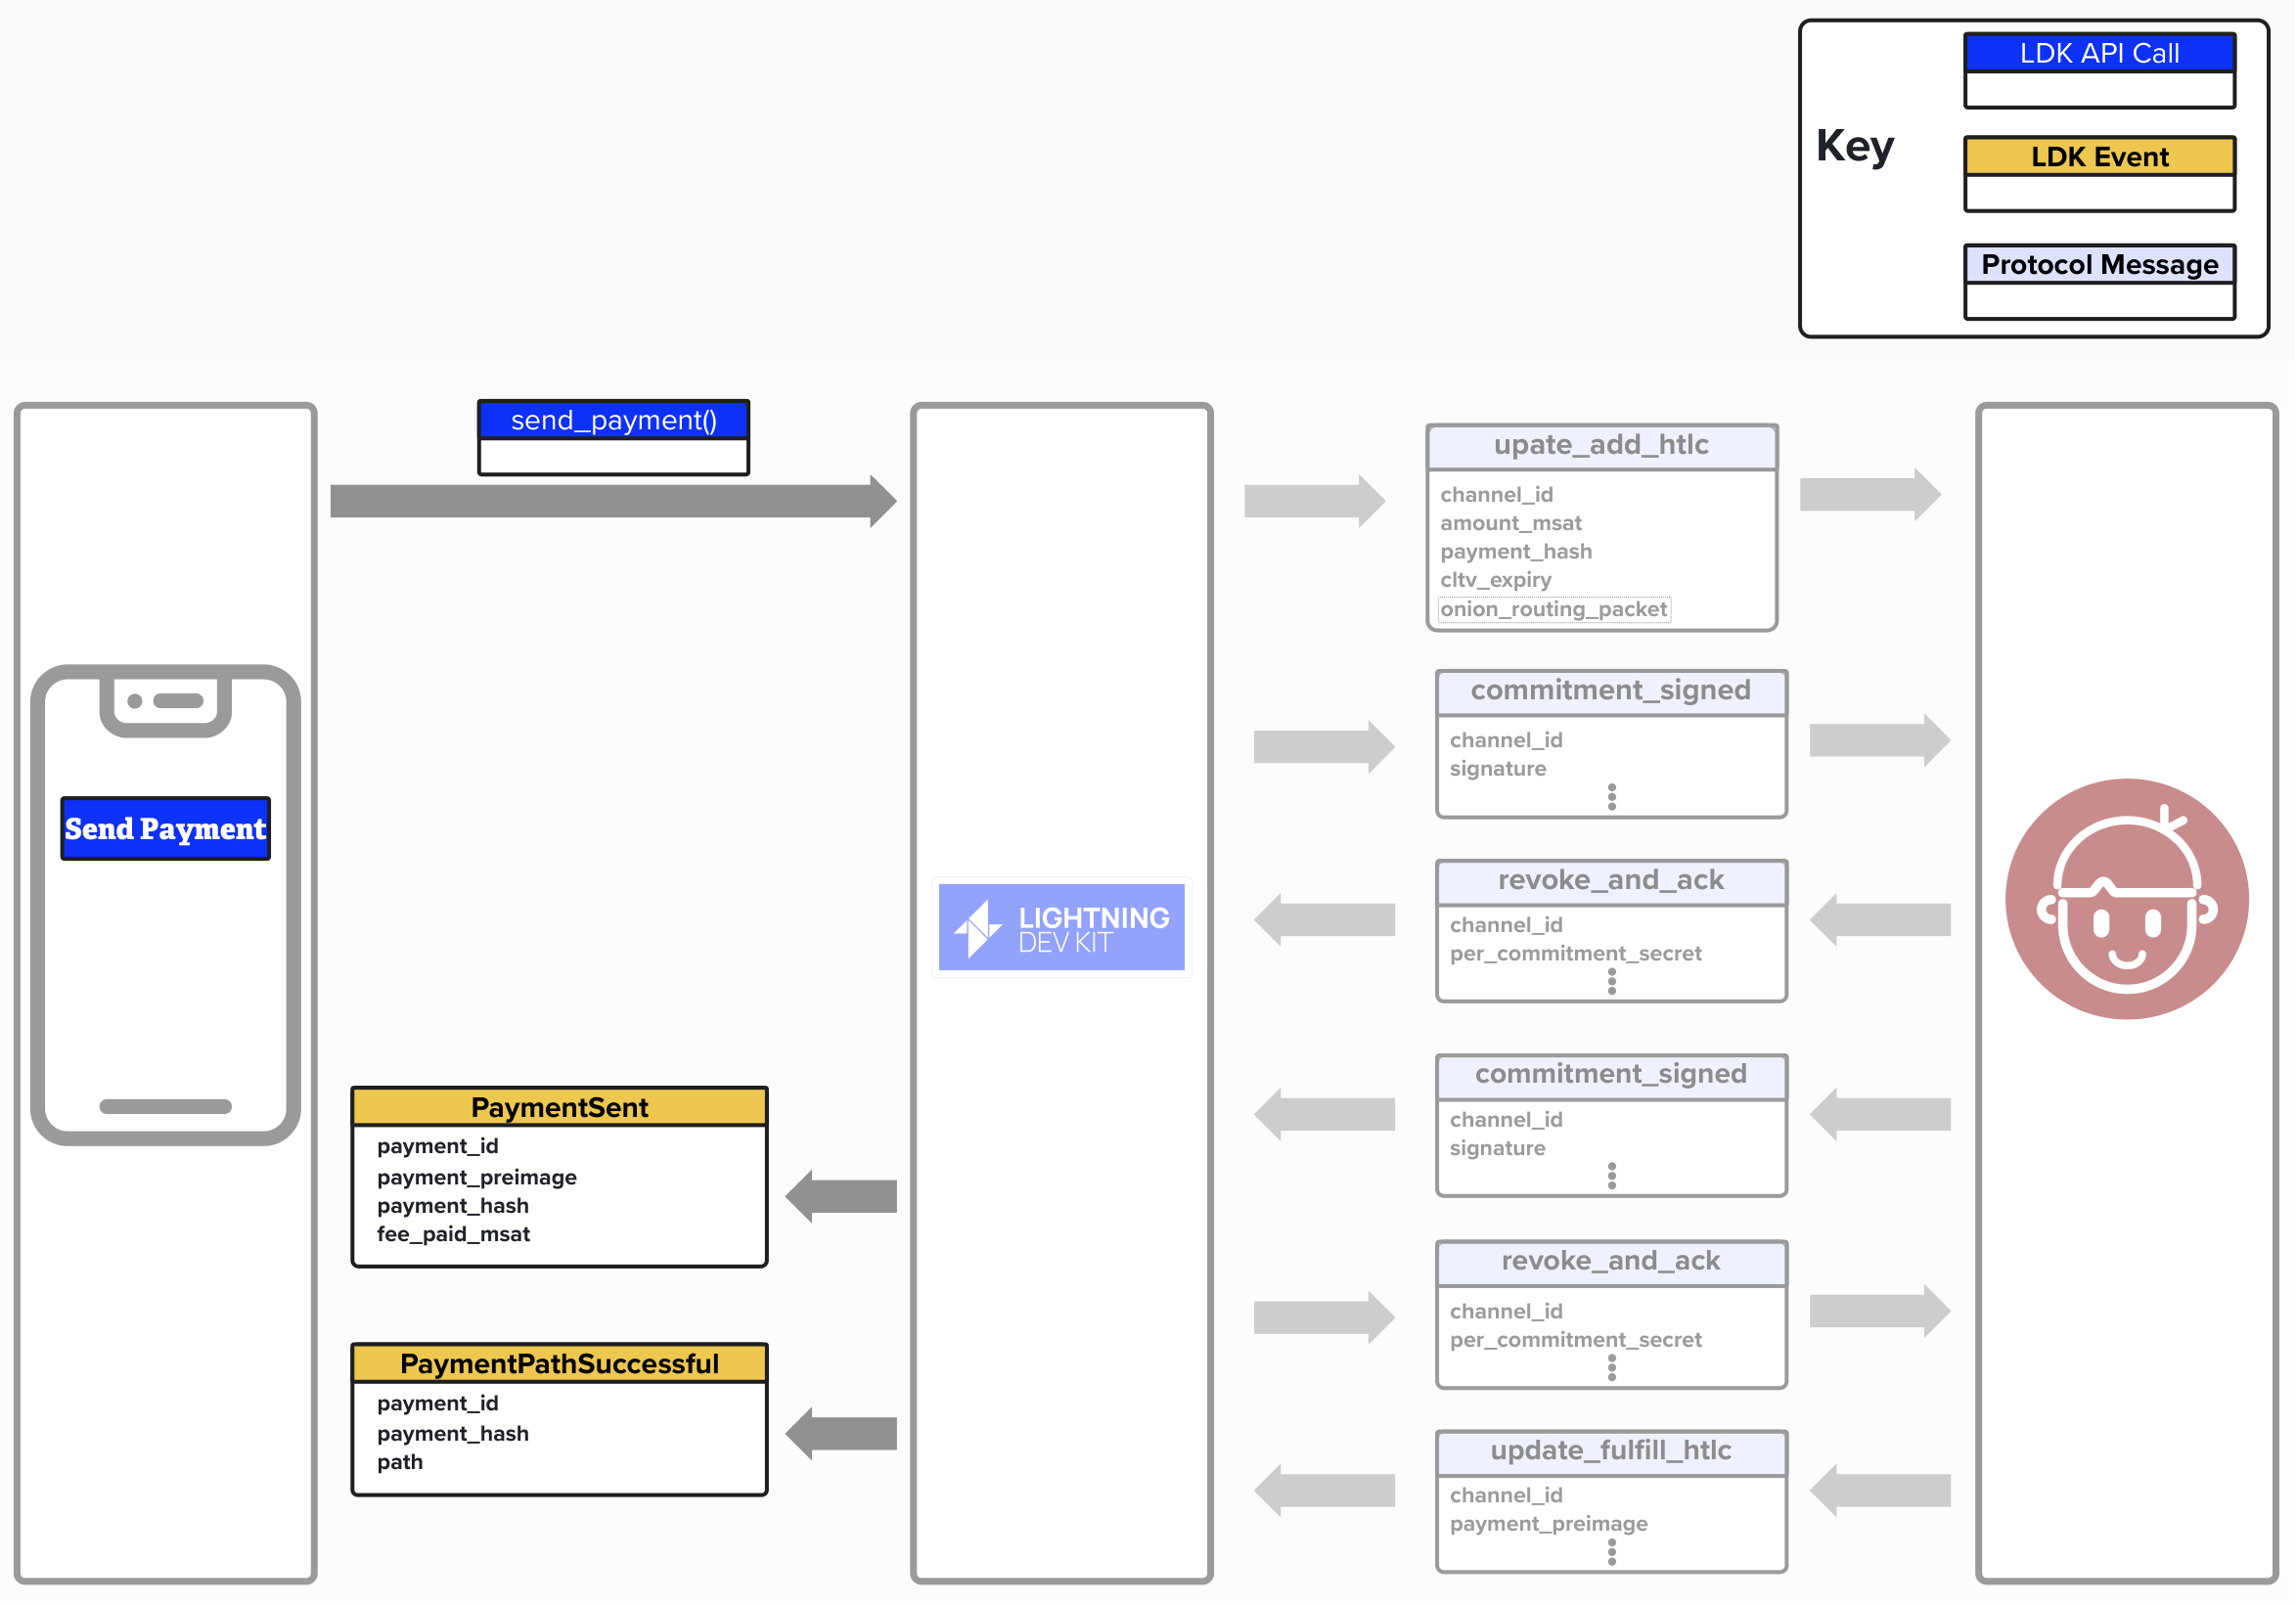 Key
LDK API Call
LDK Event
Protocol Message
Send Payment
send_payment()
PaymentSent
payment_id
payment_preimage
payment_hash
fee_paid_msat
PaymentPathSuccessful
payment_id
payment_hash
path
LIGHTNING
DEV KIT
upate_add_htlc
channel_id
amount_msat
payment_hash
cltv_expiry
onion_routing_packet
commitment_signed
channel_id
signature
revoke_and_ack
channel_id
per_commitment_secret
commitment_signed
channel_id
signature
revoke_and_ack
channel_id
per_commitment_secret
update_fulfill_htlc
channel_id
payment_preimage